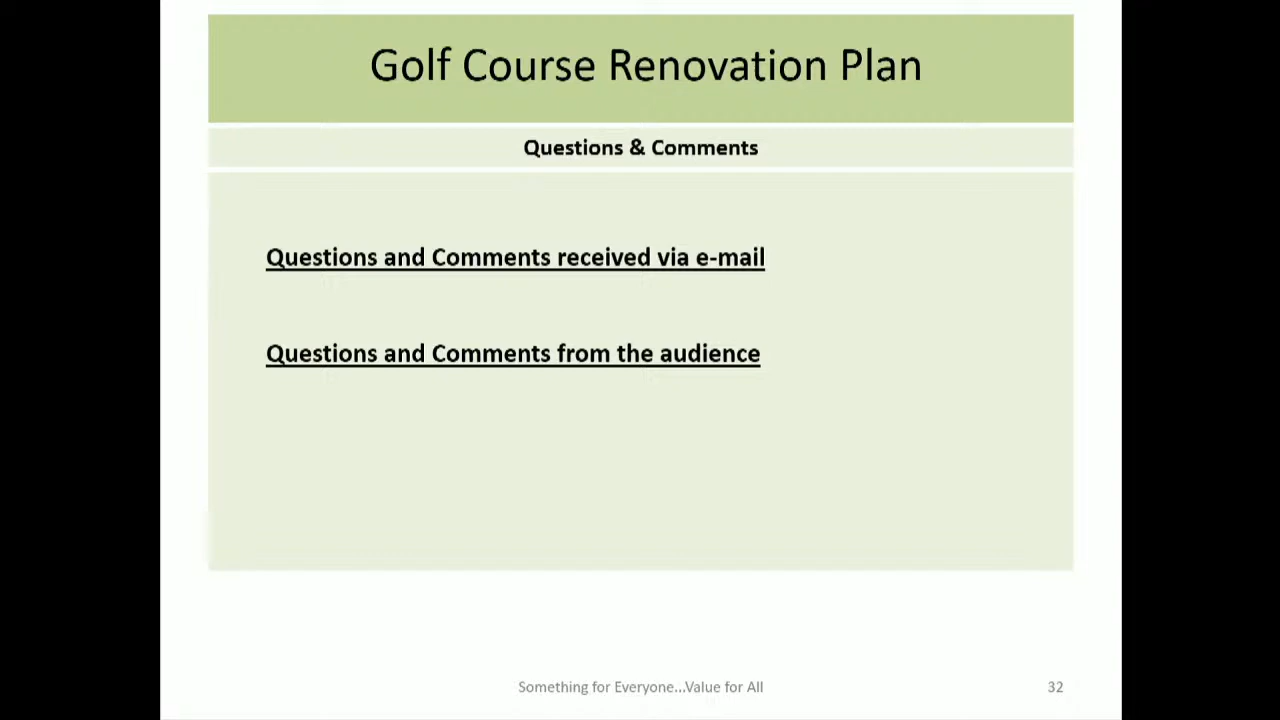 Golf Course Renovation Plan
Questions & Comments
Questions and Comments received via e-mail
Questions and Comments from the audience
Something for Everyone...Value for All
32